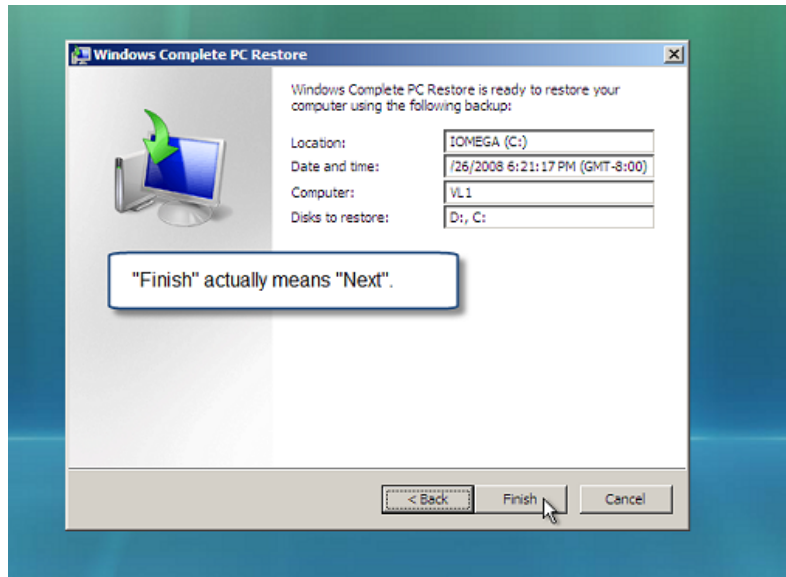 Windows Complete PC Restore
Windows Complete PC Restore is ready to restore your
computer using the following backup:
Location: IOMEGA (C:)
Date and time: /26/2008 6:21:17 PM (GMT-8:00)
Computer: VL1
Disks to restore: D:, C:
"Finish" actually means "Next".
< Back Finish Cancel